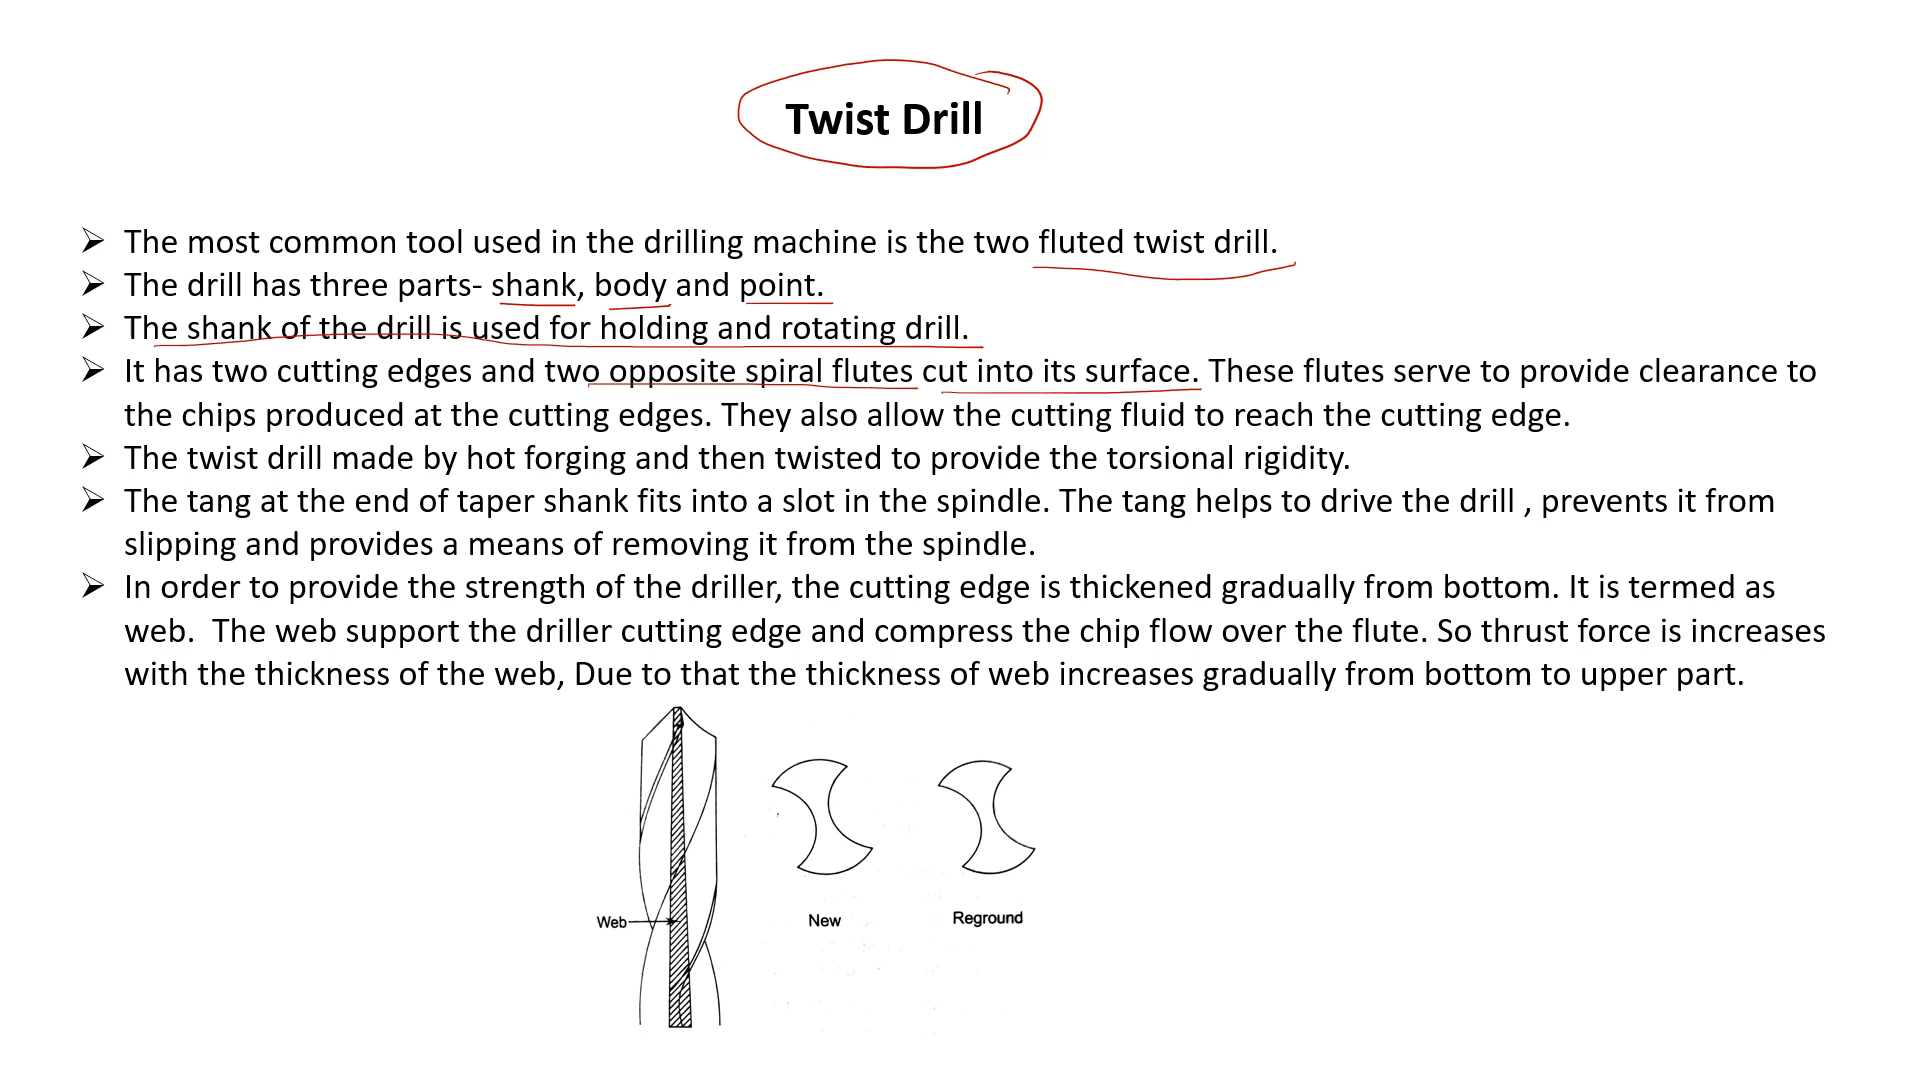 Twist Drill
➢ The most common tool used in the drilling machine is the two fluted twist drill.
➢ The drill has three parts- shank, body and point.
➢ The shank of the drill is used for holding and rotating drill.
➢ It has two cutting edges and two opposite spiral flutes cut into its surface. These flutes serve to provide clearance to
the chips produced at the cutting edges. They also allow the cutting fluid to reach the cutting edge.
➢ The twist drill made by hot forging and then twisted to provide the torsional rigidity.
➢ The tang at the end of taper shank fits into a slot in the spindle. The tang helps to drive the drill , prevents it from
slipping and provides a means of removing it from the spindle.
➢ In order to provide the strength of the driller, the cutting edge is thickened gradually from bottom. It is termed as
web.  The web support the driller cutting edge and compress the chip flow over the flute. So thrust force is increases
with the thickness of the web, Due to that the thickness of web increases gradually from bottom to upper part.
Web
New
Reground